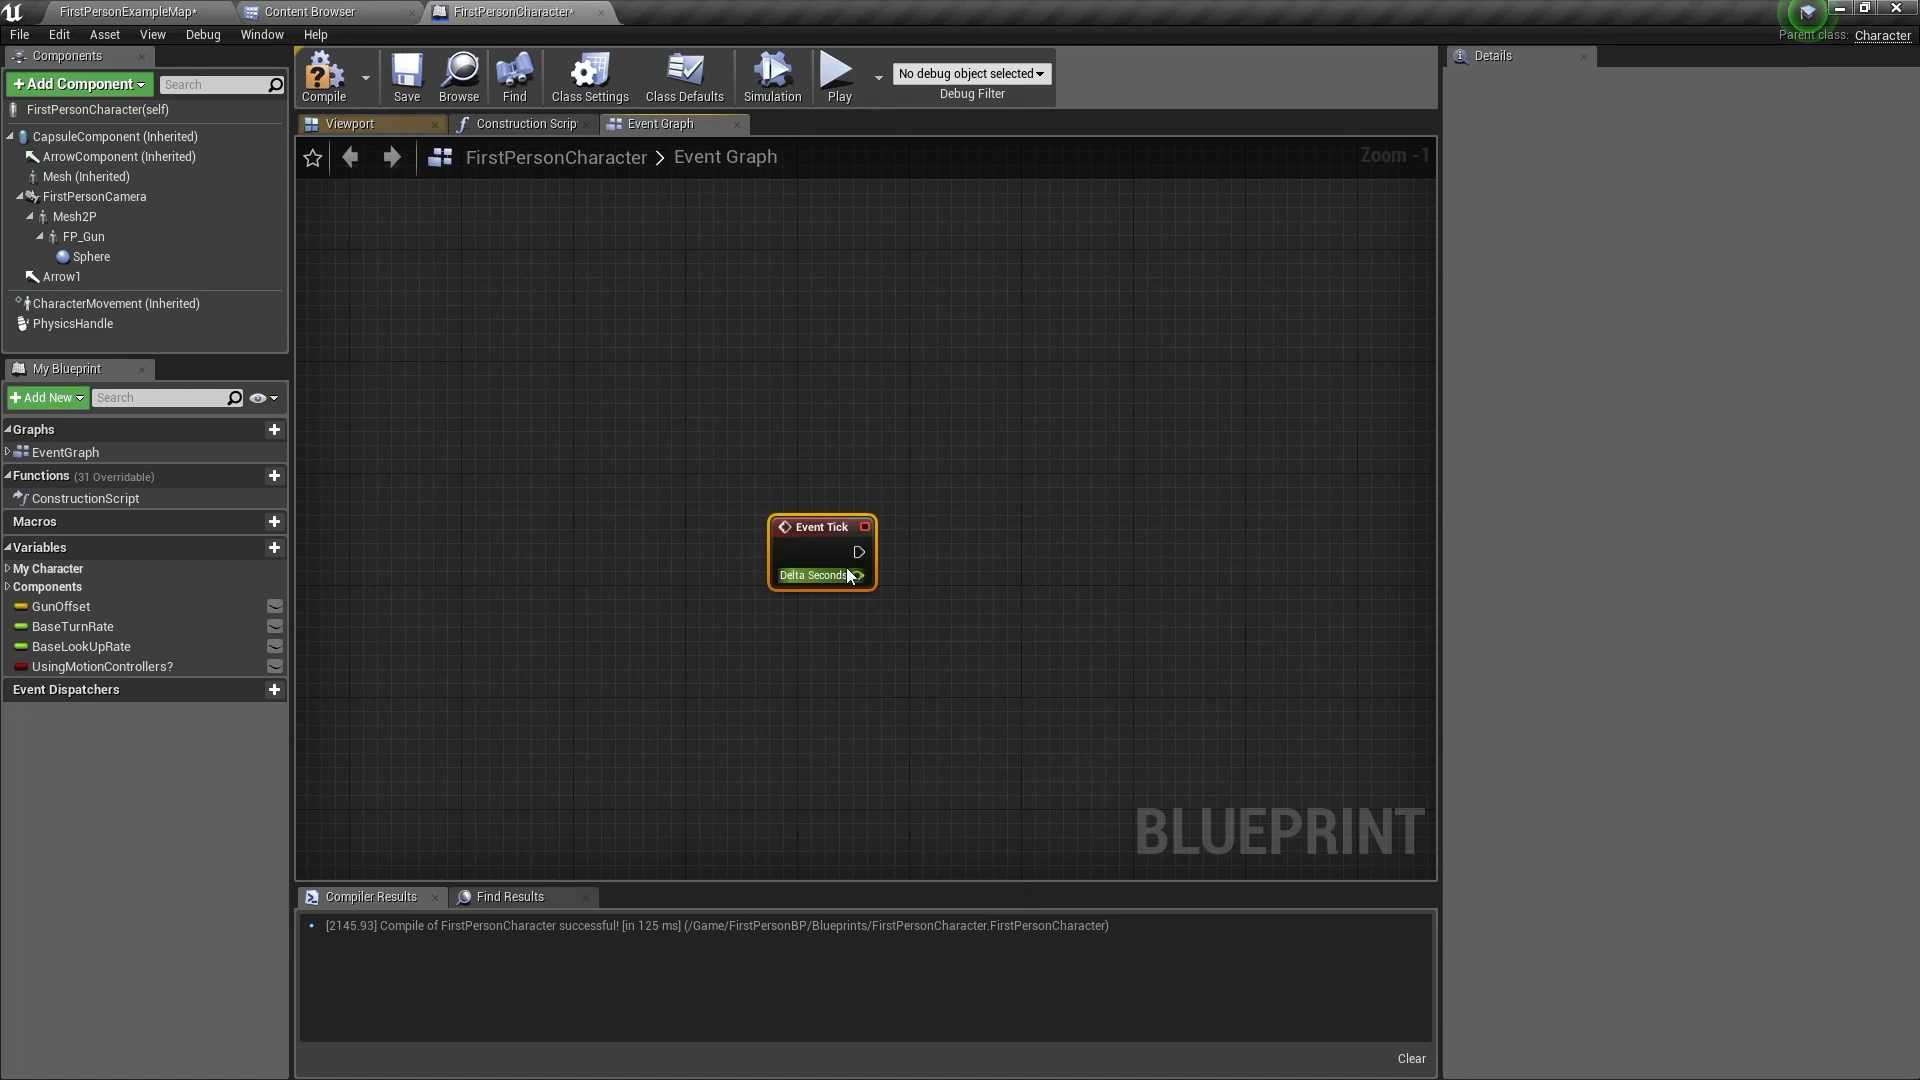 FirstPersonExampleMap*
Content Browser
FirstPersonCharacter*
File Edit Asset View Debug Window Help
Parent class: Character
Components
+Add Component
Search
FirstPersonCharacter(self)
CapsuleComponent (Inherited)
ArrowComponent (Inherited)
Mesh (Inherited)
FirstPersonCamera
Mesh2P
FP_Gun
Sphere
Arrow1
CharacterMovement (Inherited)
PhysicsHandle
My Blueprint
+Add New
Search
Graphs
EventGraph
Functions (31 Overridable)
ConstructionScript
Macros
Variables
My Character
Components
GunOffset
BaseTurnRate
BaseLookUpRate
UsingMotionControllers?
Event Dispatchers
Compile Save Browse Find Class Settings Class Defaults Simulation Play
No debug object selected
Debug Filter
Viewport
Construction Scrip
Event Graph
FirstPersonCharacter > Event Graph
Zoom -1
Event Tick
Delta Seconds
BLUEPRINT
Compiler Results
Find Results
[2145.93] Compile of FirstPersonCharacter successful! [in 125 ms] (/Game/FirstPersonBP/Blueprints/FirstPersonCharacter.FirstPersonCharacter)
Clear
Details